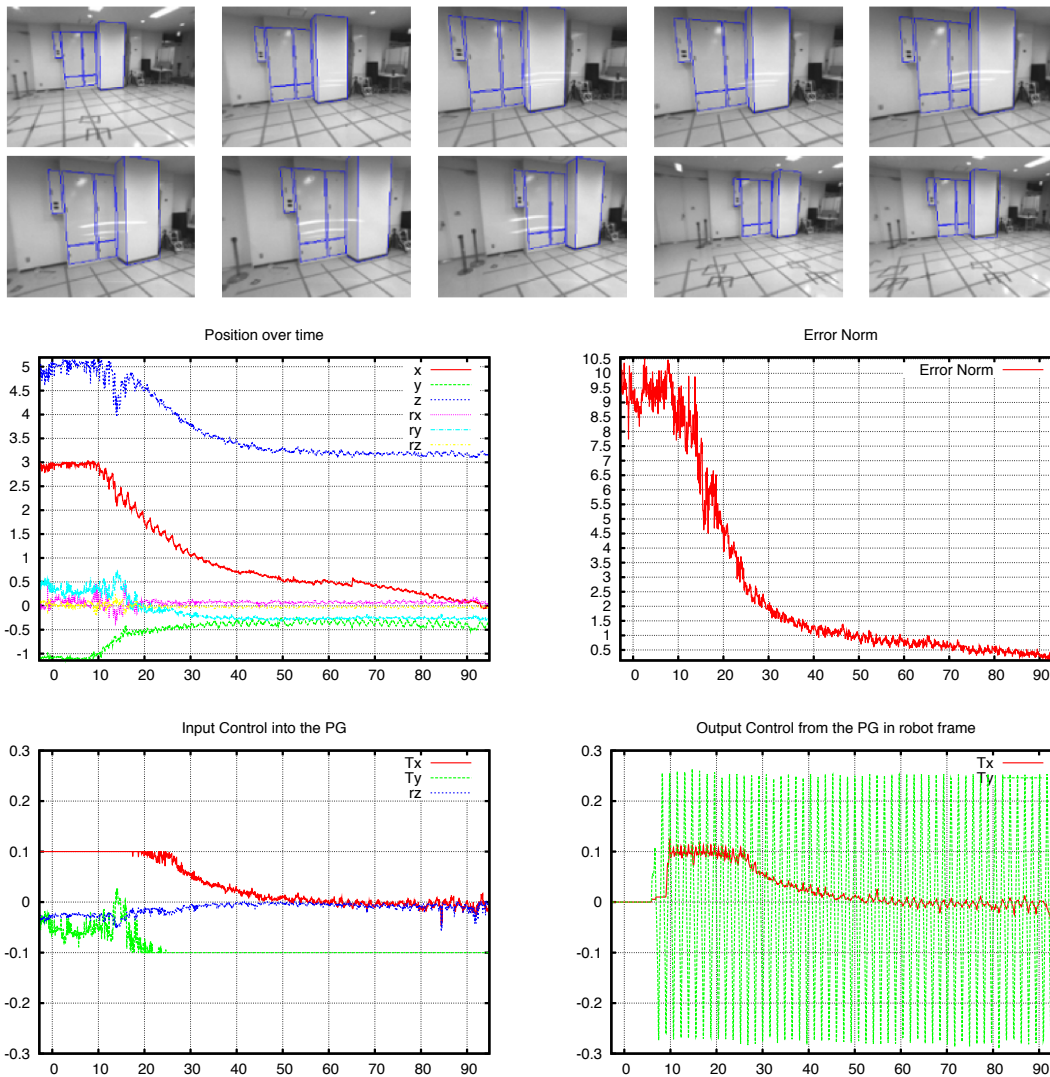 Position over time
5
4.5
4
3.5
3
2.5
2
1.5
1
0.5
0
-0.5
-1
x
y
z
rx
ry
rz
0 10 20 30 40 50 60 70 80 90
Error Norm
10.5
10
9.5
9
8.5
8
7.5
7
6.5
6
5.5
5
4.5
4
3.5
3
2.5
2
1.5
1
0.5
Error Norm
0 10 20 30 40 50 60 70 80 90
Input Control into the PG
0.3
0.2
0.1
0
-0.1
-0.2
-0.3
Tx
Ty
rz
0 10 20 30 40 50 60 70 80 90
Output Control from the PG in robot frame
0.3
0.2
0.1
0
-0.1
-0.2
-0.3
Tx
Ty
0 10 20 30 40 50 60 70 80 90